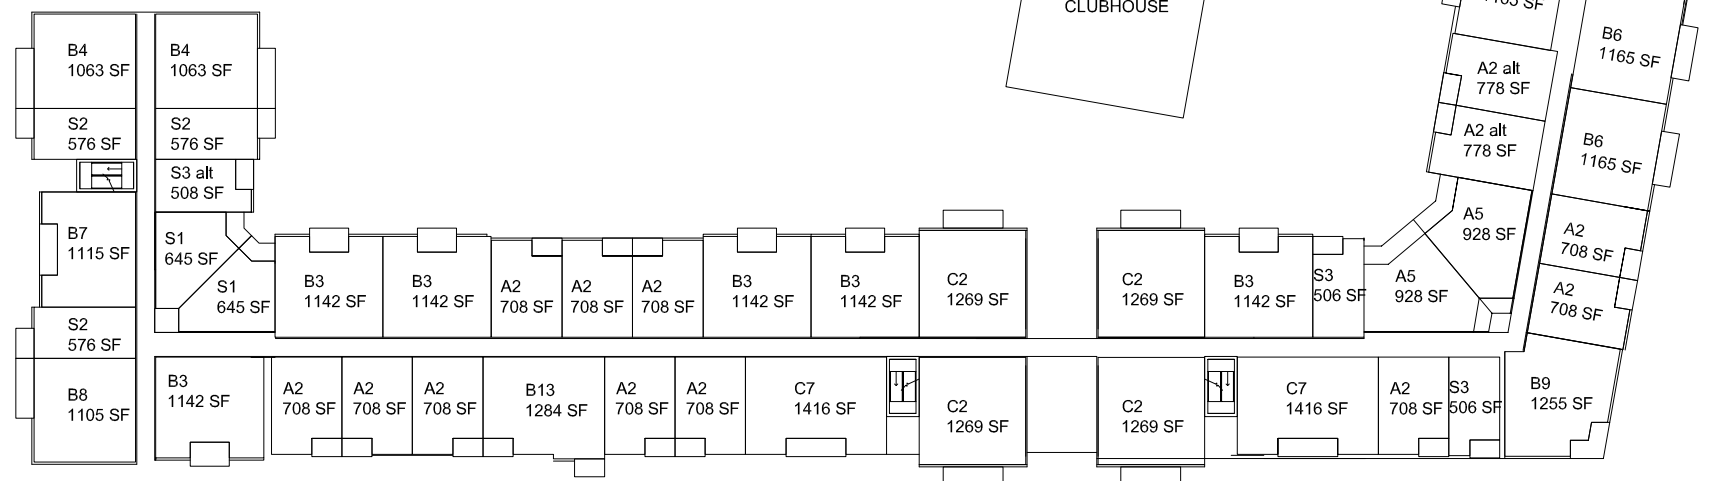 CLUBHOUSE
B4
1063 SF
B4
1063 SF
S2
576 SF
S2
576 SF
S3 alt
508 SF
B7
1115 SF
S1
645 SF
S1
645 SF
S2
576 SF
B8
1105 SF
B3
1142 SF
B3
1142 SF
A2
708 SF
A2
708 SF
A2
708 SF
B3
1142 SF
B3
1142 SF
C2
1269 SF
C2
1269 SF
B3
1142 SF
S3
506 SF
A5
928 SF
A5
928 SF
A2 alt
778 SF
A2 alt
778 SF
SF
B6
1165 SF
B6
1165 SF
A2
708 SF
A2
708 SF
B9
1255 SF
B3
1142 SF
A2
708 SF
A2
708 SF
A2
708 SF
B13
1284 SF
A2
708 SF
A2
708 SF
C7
1416 SF
C2
1269 SF
C2
1269 SF
C7
1416 SF
A2
708 SF
S3
506 SF